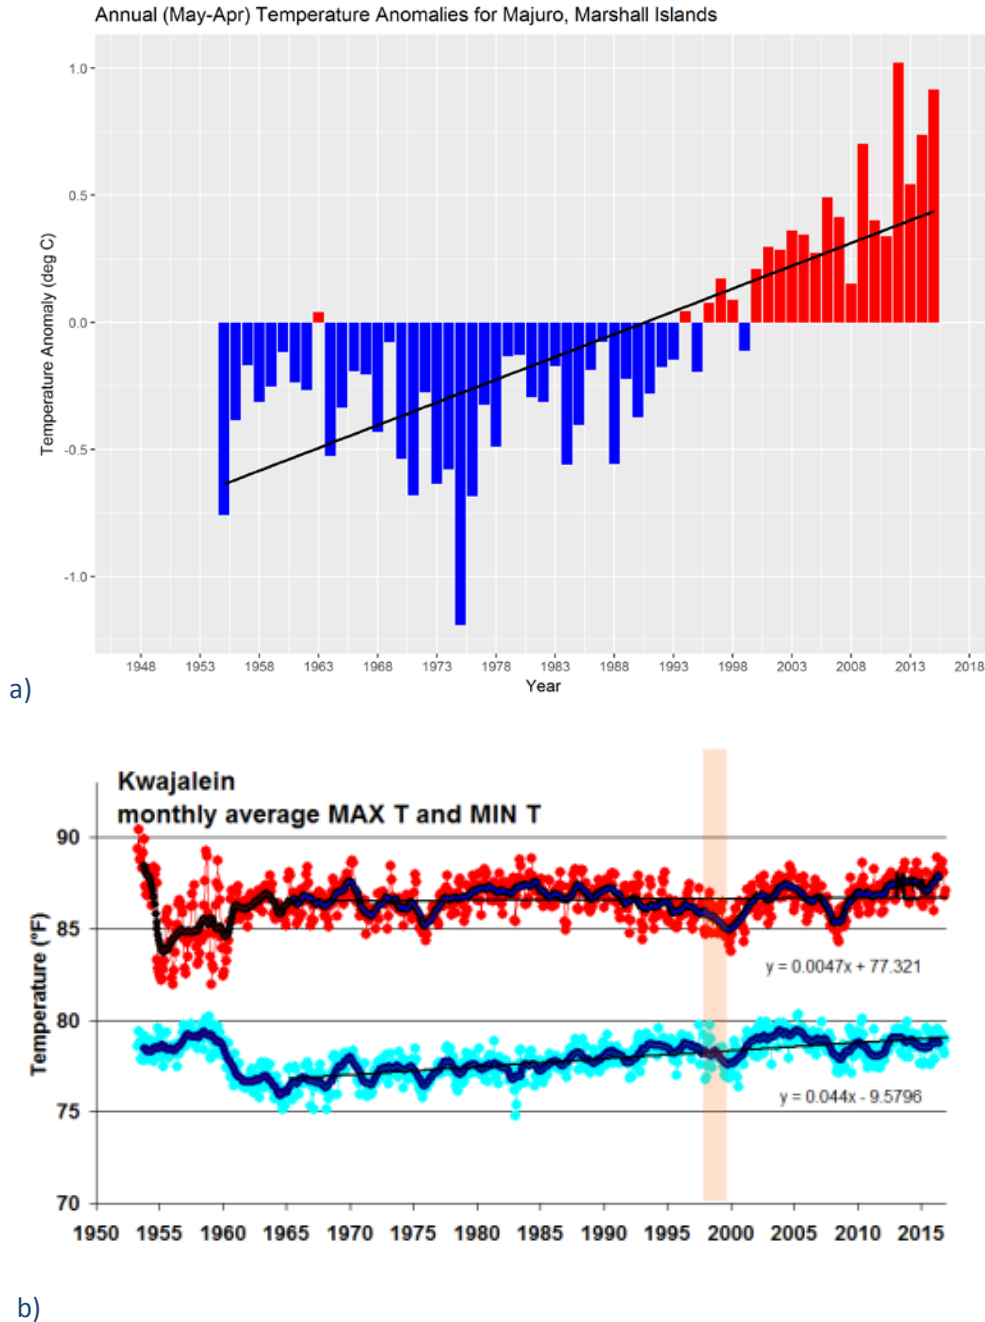 Annual (May-Apr) Temperature Anomalies for Majuro, Marshall Islands
Temperature Anomaly (deg C)
1.0
0.5
0.0
-0.5
-1.0
1948 1953 1958 1963 1968 1973 1978 1983 1988 1993 1998 2003 2008 2013 2018
Year
a)
Kwajalein
monthly average MAX T and MIN T
Temperature (°F)
90
85
y = 0.0047x + 77.321
80
y = 0.044x - 9.5796
75
70
1950 1955 1960 1965 1970 1975 1980 1985 1990 1995 2000 2005 2010 2015
b)